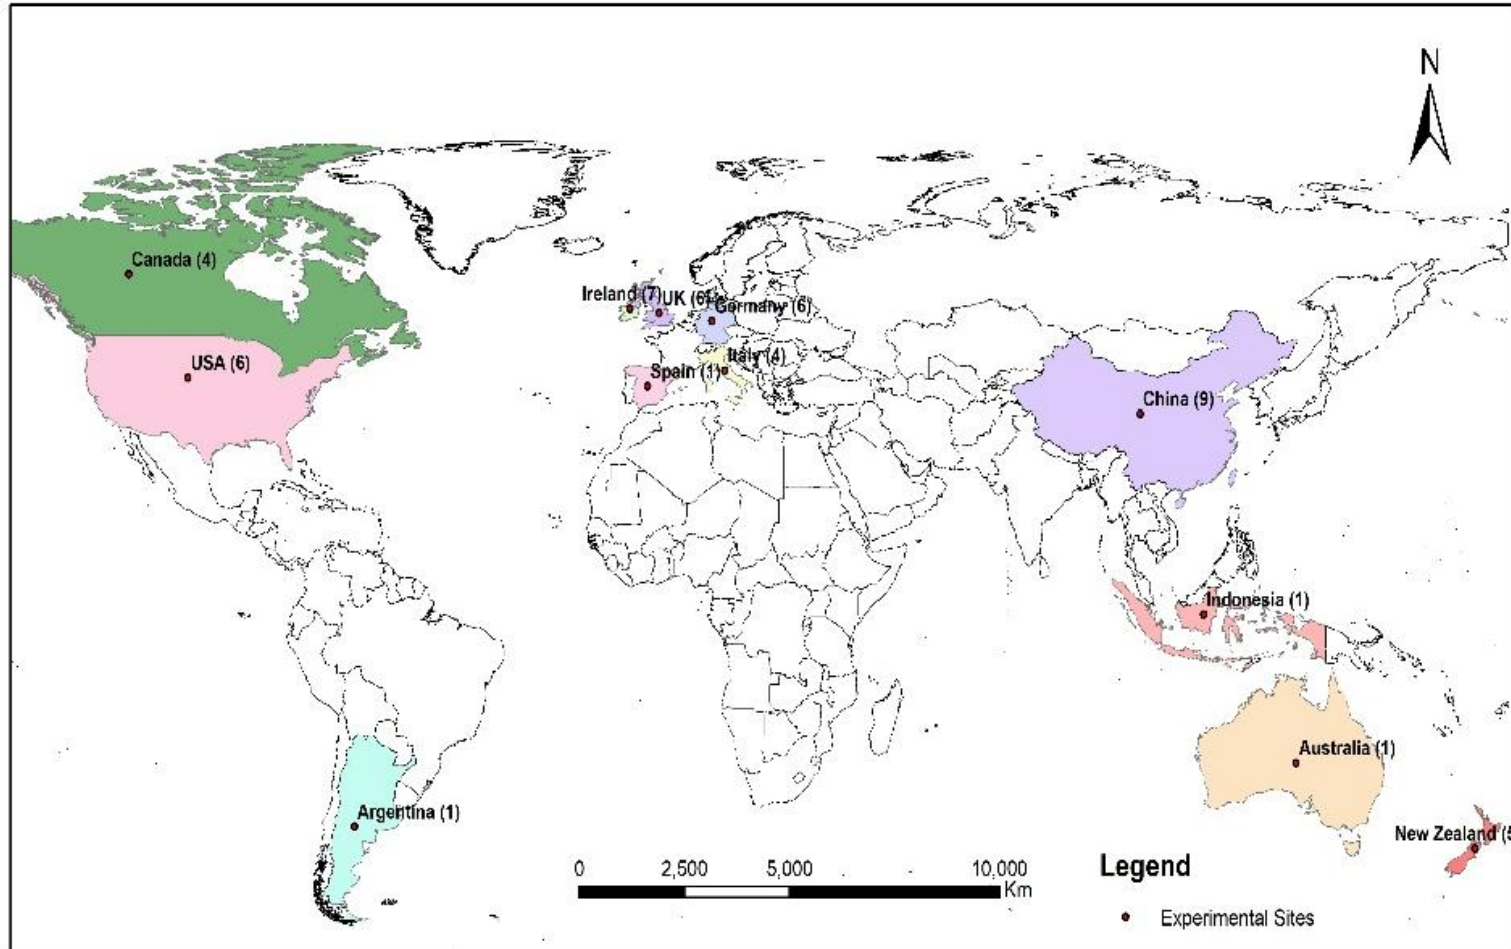 N
Canada (4)
Ireland (7)
UK (6)
Germany (6)
USA (6)
Italy (4)
Spain (1)
China (9)
Indonesia (1)
Australia (1)
Argentina (1)
New Zealand (5
0 2,500 5,000 10,000
Km
Legend
Experimental Sites